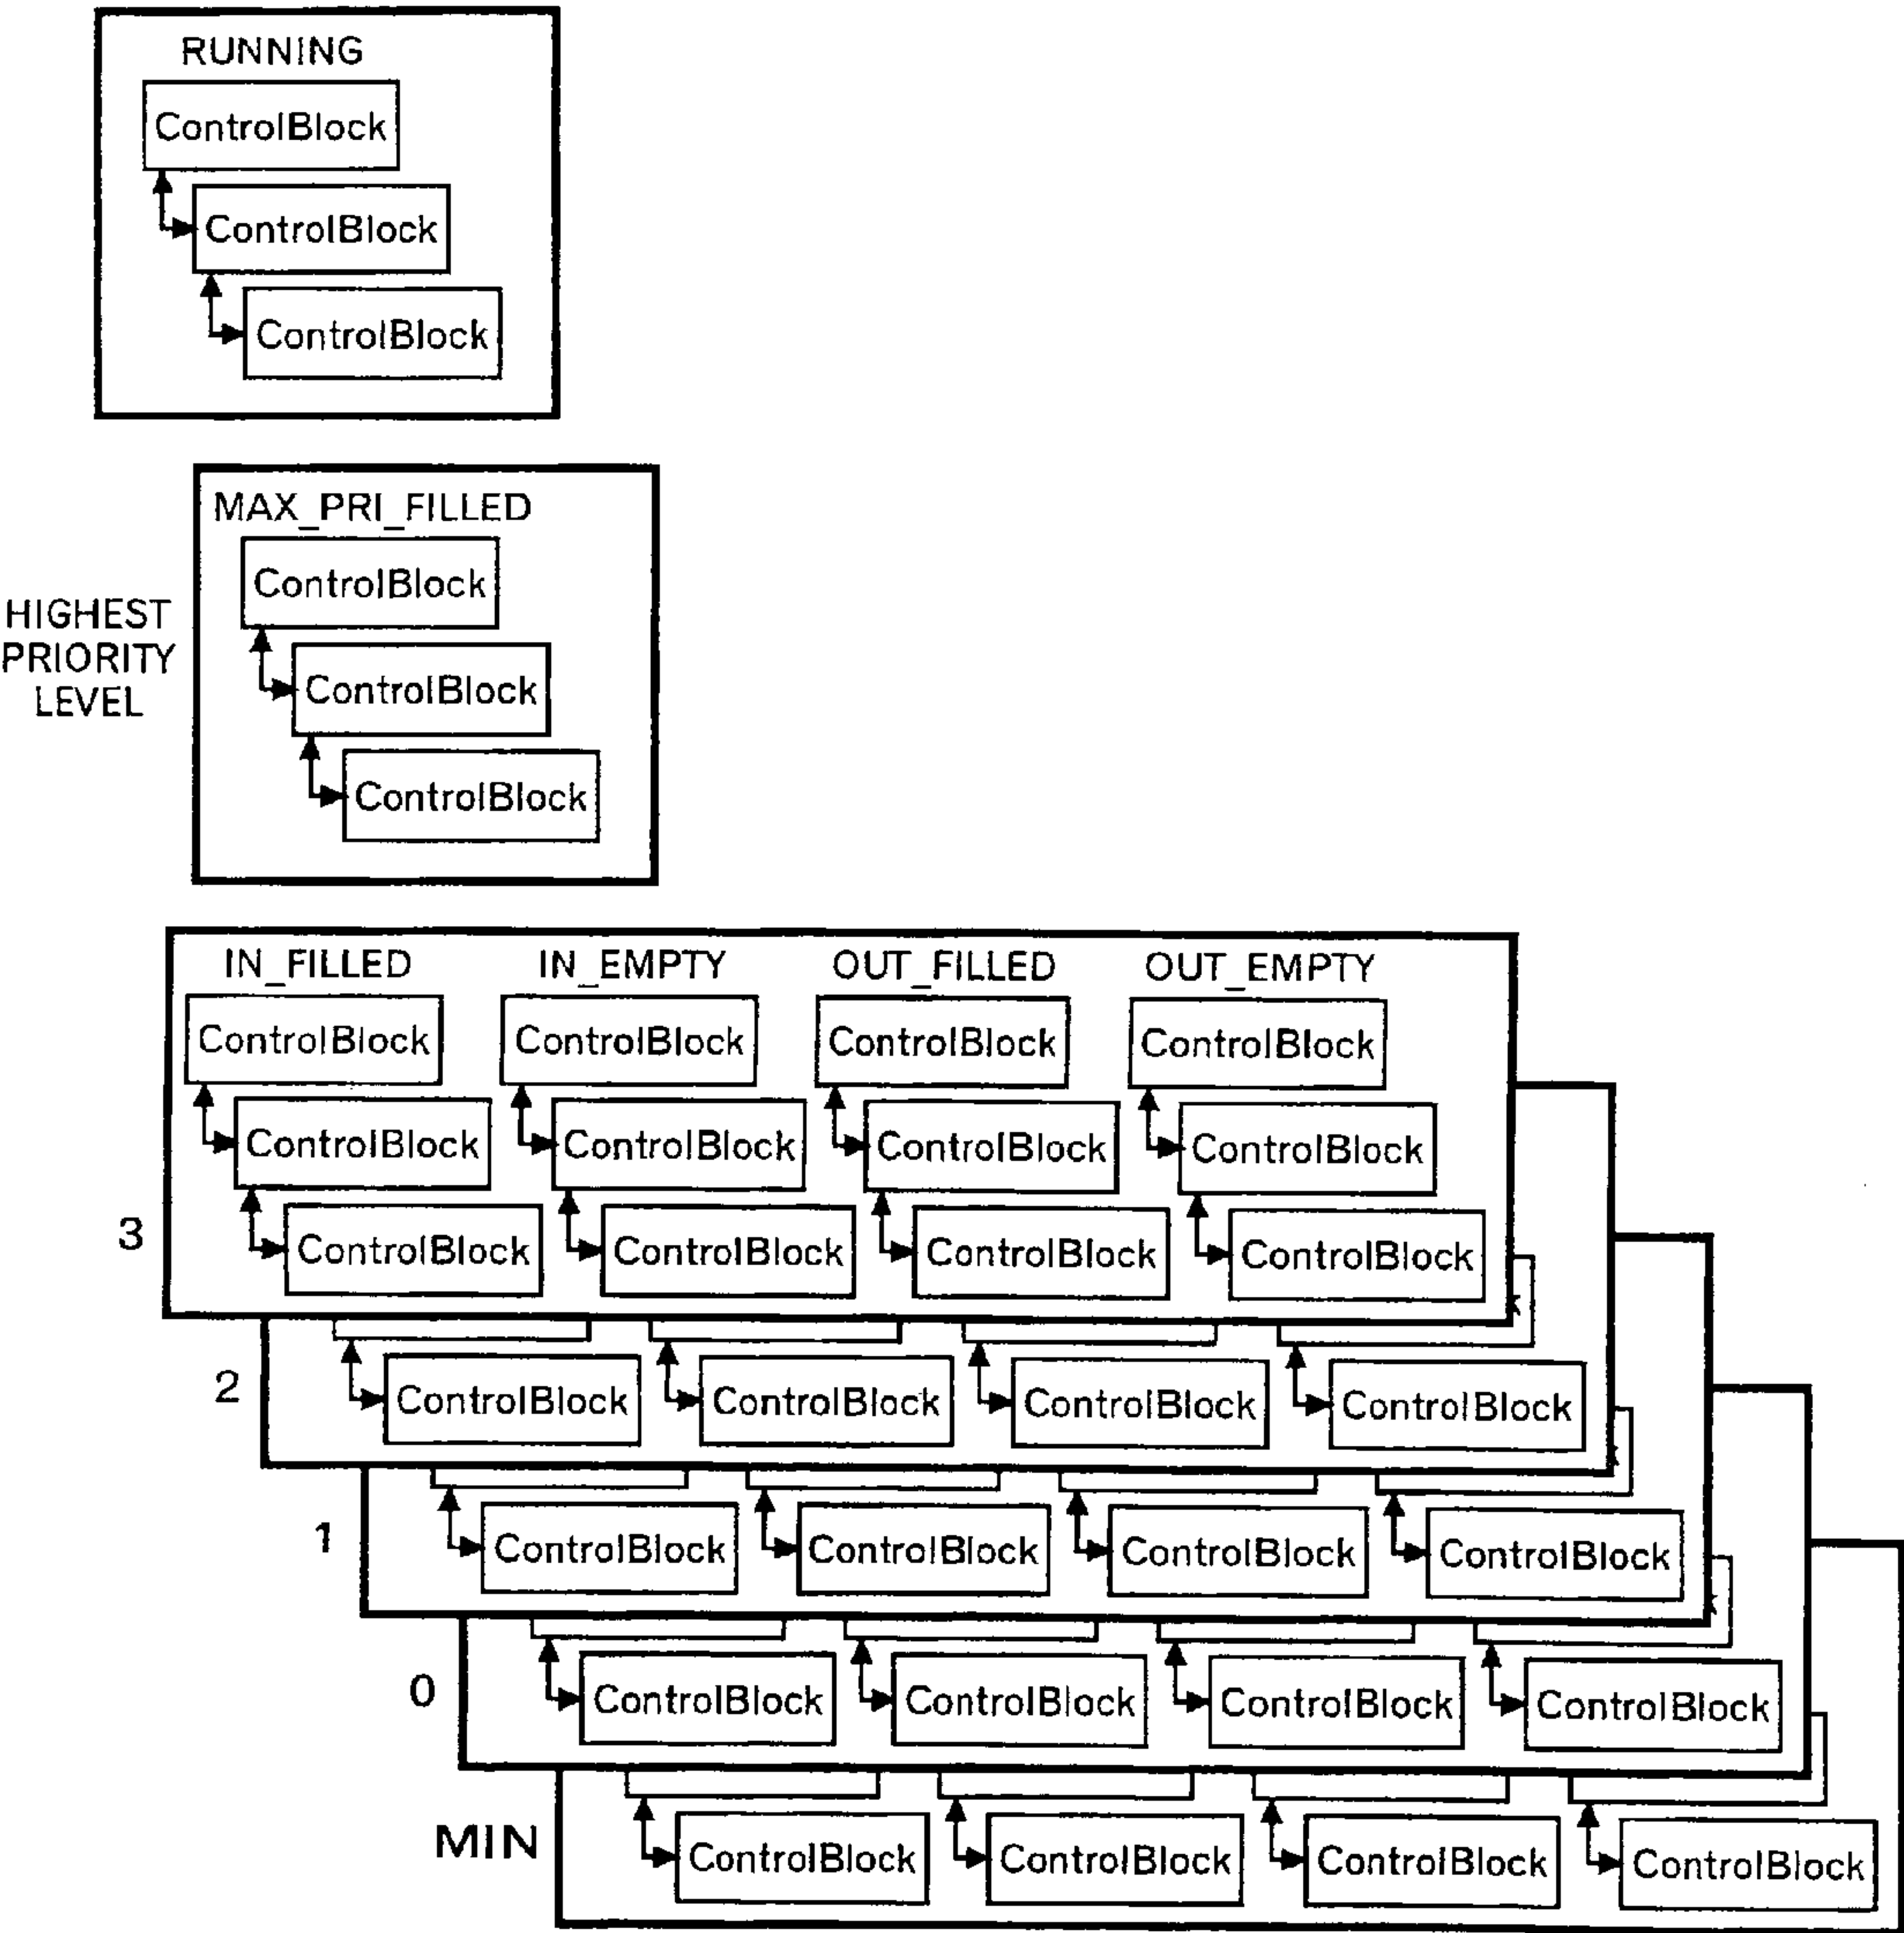 RUNNING
ControlBlock
ControlBlock
ControlBlock
MAX_PRI_FILLED
ControlBlock
HIGHEST
PRIORITY
LEVEL
ControlBlock
ControlBlock
IN_FILLED IN_EMPTY OUT_FILLED OUT_EMPTY
ControlBlock ControlBlock ControlBlock ControlBlock
ControlBlock ControlBlock ControlBlock ControlBlock
3 ControlBlock ControlBlock ControlBlock ControlBlock
2 ControlBlock ControlBlock ControlBlock ControlBlock
1 ControlBlock ControlBlock ControlBlock ControlBlock
0 ControlBlock ControlBlock ControlBlock ControlBlock
MIN ControlBlock ControlBlock ControlBlock ControlBlock